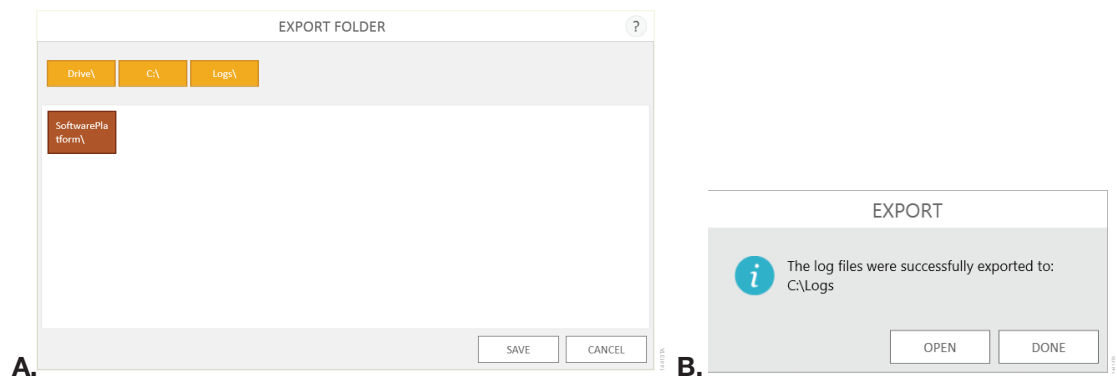 EXPORT FOLDER
?
Drive\ C:\ Logs\
SoftwarePla
tform\
SAVE CANCEL
A.
EXPORT
i
The log files were successfully exported to:
C:\Logs
OPEN DONE
B.